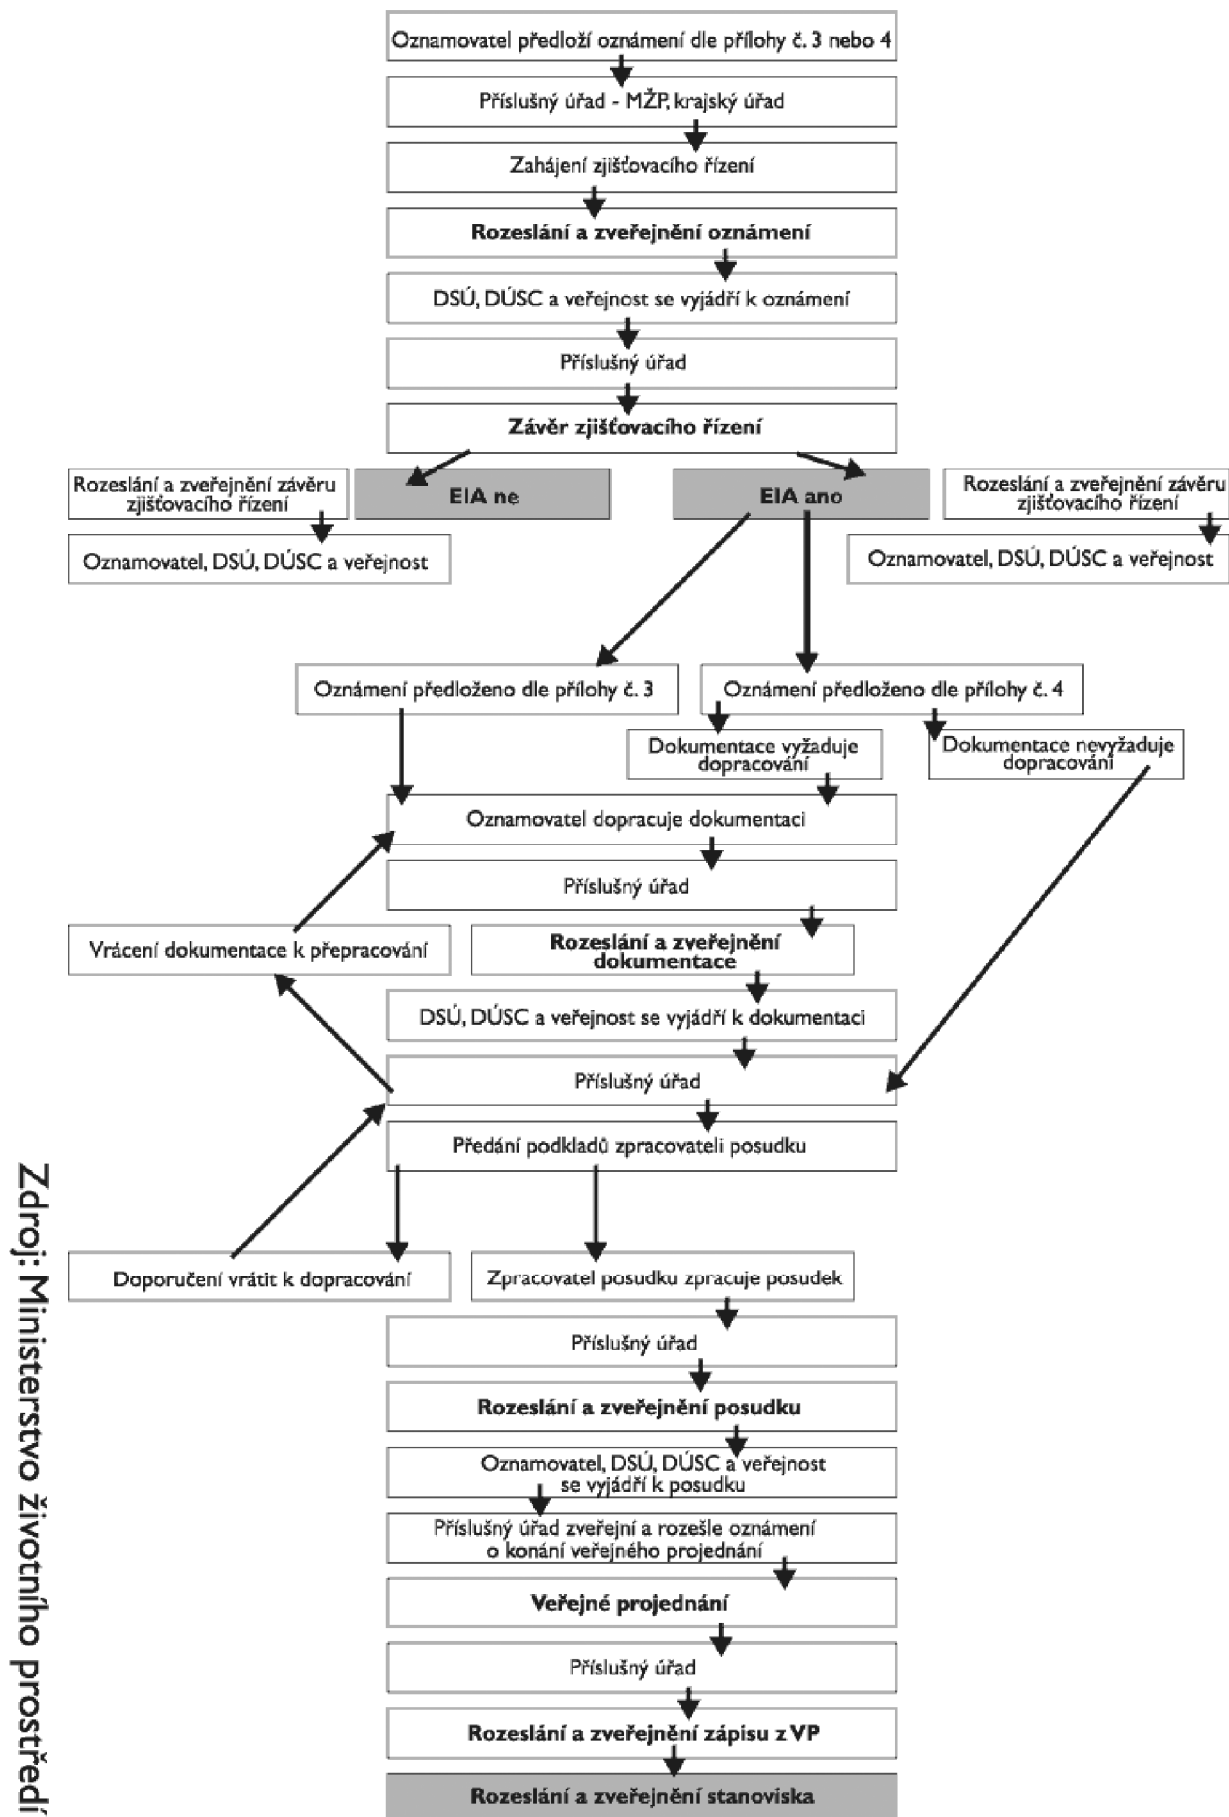 Oznamovatel předloží oznámení dle přílohy č. 3 nebo 4
Příslušný úřad - MŽP, krajský úřad
Zahájení zjišťovacího řízení
Rozeslání a zveřejnění oznámení
DSÚ, DÚSC a veřejnost se vyjádří k oznámení
Příslušný úřad
Závěr zjišťovacího řízení
Rozeslání a zveřejnění závěru
zjišťovacího řízení
EIA ne
EIA ano
Rozeslání a zveřejnění závěru
zjišťovacího řízení
Oznamovatel, DSÚ, DÚSC a veřejnost
Oznamovatel, DSÚ, DÚSC a veřejnost
Oznámení předloženo dle přílohy č. 3
Oznámení předloženo dle přílohy č. 4
Dokumentace vyžaduje
dopracování
Dokumentace nevyžaduje
dopracování
Oznamovatel dopracuje dokumentaci
Příslušný úřad
Vrácení dokumentace k přepracování
Rozeslání a zveřejnění
dokumentace
DSÚ, DÚSC a veřejnost se vyjádří k dokumentaci
Příslušný úřad
Předání podkladů zpracovateli posudku
Doporučení vrátit k dopracování
Zpracovatel posudku zpracuje posudek
Příslušný úřad
Rozeslání a zveřejnění posudku
Oznamovatel, DSÚ, DÚSC a veřejnost
se vyjádří k posudku
Příslušný úřad zveřejní a rozešle oznámení
o konání veřejného projednání
Veřejné projednání
Příslušný úřad
Rozeslání a zveřejnění zápisu z VP
Rozeslání a zveřejnění stanoviska
Zdroj: Ministerstvo životního prostředí